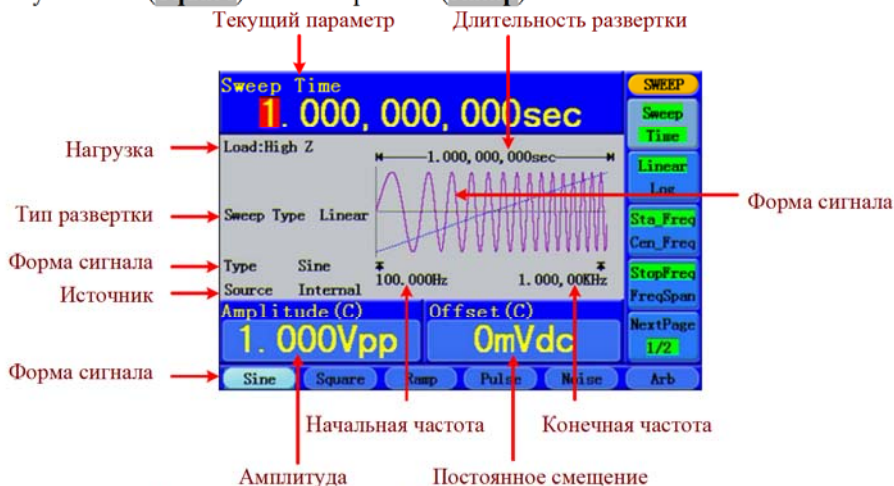 Текущий параметр
Длительность развертки
Sweep Time
1.000,000,000sec
SWEEP
Sweep
Time
Нагрузка
Load:High Z
1.000,000,000sec
Linear
Log
Форма сигнала
Тип развертки
Sweep Type Linear
Sta_Freq
Cen_Freq
Форма сигнала
Type Sine
100.000Hz
1.000,00KHz
StopFreq
FreqSpan
Источник
Source Internal
Amplitude(C)
Offset(C)
1.000Vpp
0mVdc
NextPage
1/2
Форма сигнала
Sine
Square
Ramp
Pulse
Noise
Arb
Начальная частота
Конечная частота
Амплитуда
Постоянное смещение